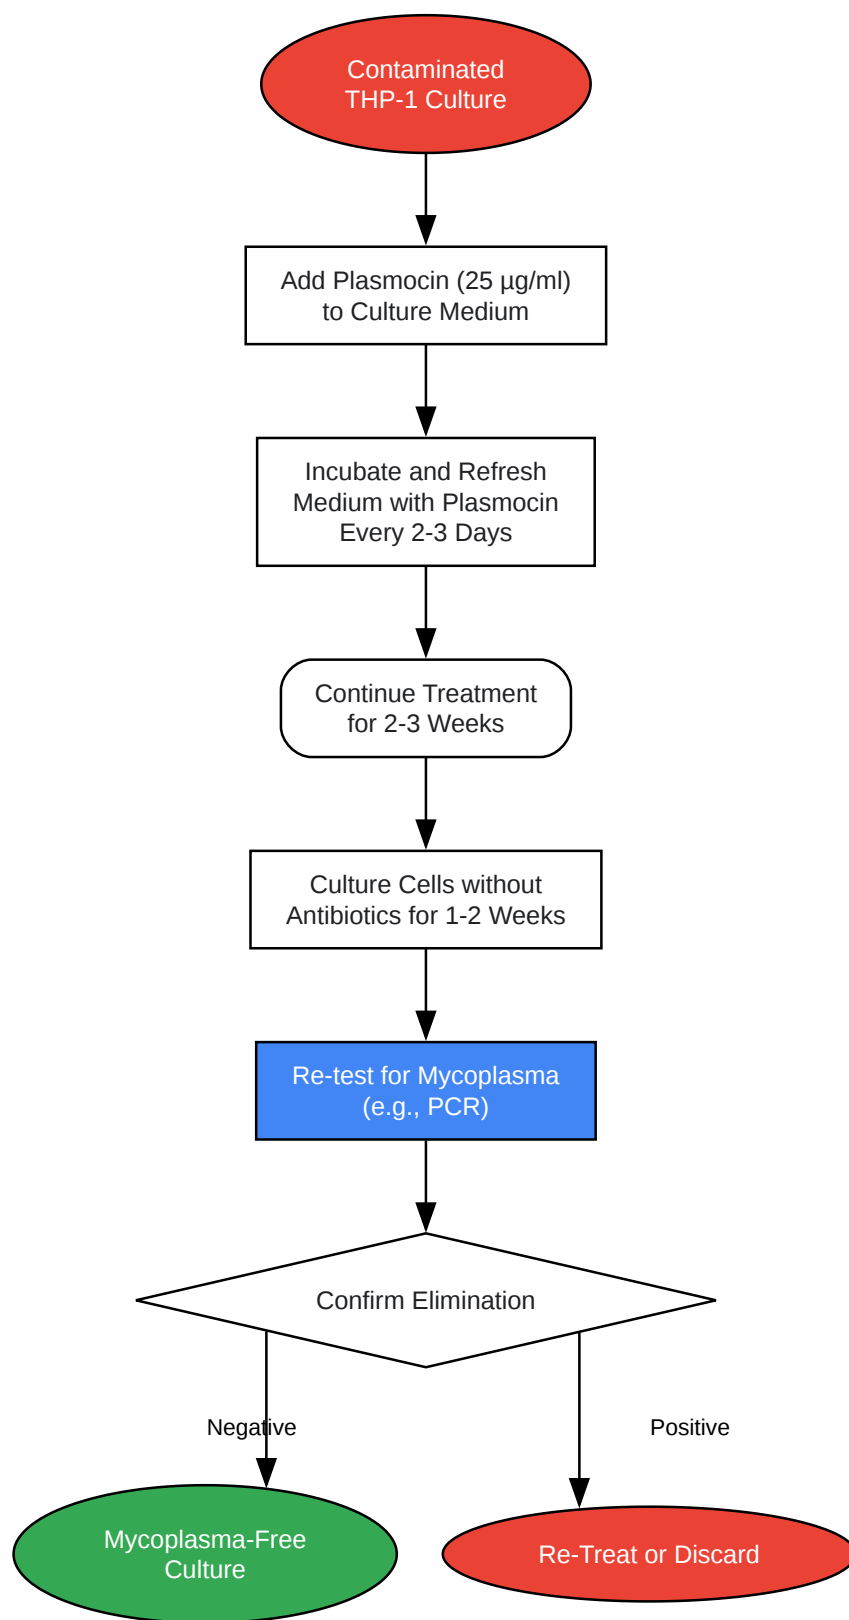 Contaminated
THP-1 Culture
Add Plasmocin (25 µg/ml)
to Culture Medium
Incubate and Refresh
Medium with Plasmocin
Every 2-3 Days
Continue Treatment
for 2-3 Weeks
Culture Cells without
Antibiotics for 1-2 Weeks
Re-test for Mycoplasma
(e.g., PCR)
Confirm Elimination
Negative
Positive
Mycoplasma-Free
Culture
Re-Treat or Discard